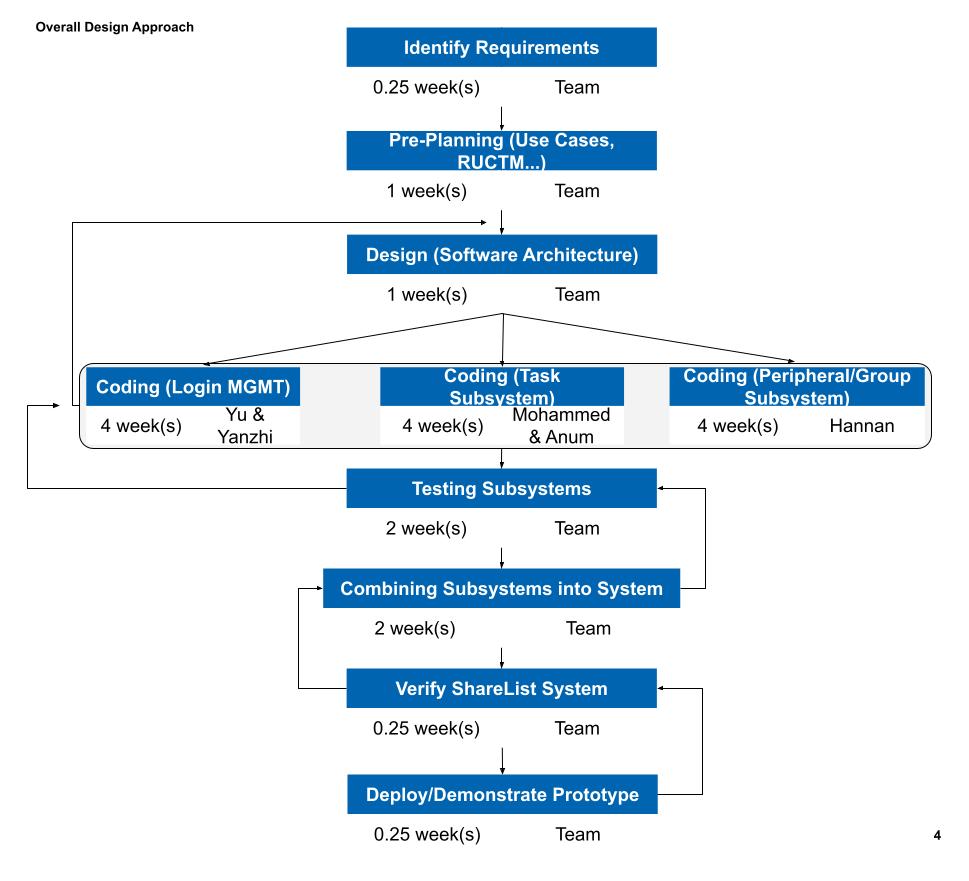 Overall Design Approach
Identify Requirements
0.25 week(s) Team
Pre-Planning (Use Cases,
RUCTM...)
1 week(s) Team
Design (Software Architecture)
1 week(s) Team
Coding (Login MGMT)
4 week(s) Yu &
Yanzhi
Coding (Task
Subsystem)
4 week(s) Mohammed
& Anum
Coding (Peripheral/Group
Subsystem)
4 week(s) Hannan
Testing Subsystems
2 week(s) Team
Combining Subsystems into System
2 week(s) Team
Verify ShareList System
0.25 week(s) Team
Deploy/Demonstrate Prototype
0.25 week(s) Team
4